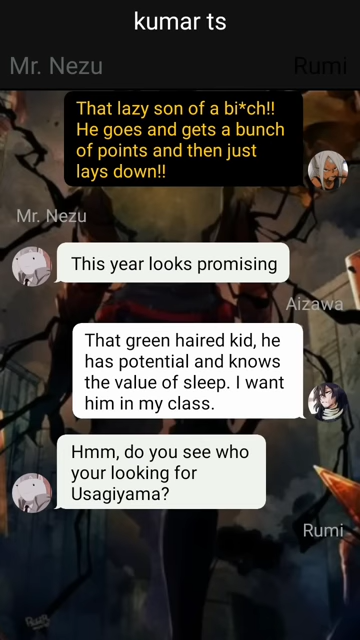 kumar ts
Mr. Nezu
Rumi
That lazy son of a bi*ch!!
He goes and gets a bunch
of points and then just
lays down!!
Mr. Nezu
This year looks promising
Aizawa
That green haired kid, he
has potential and knows
the value of sleep. I want
him in my class.
Hmm, do you see who
your looking for
Usagiyama?
Rumi